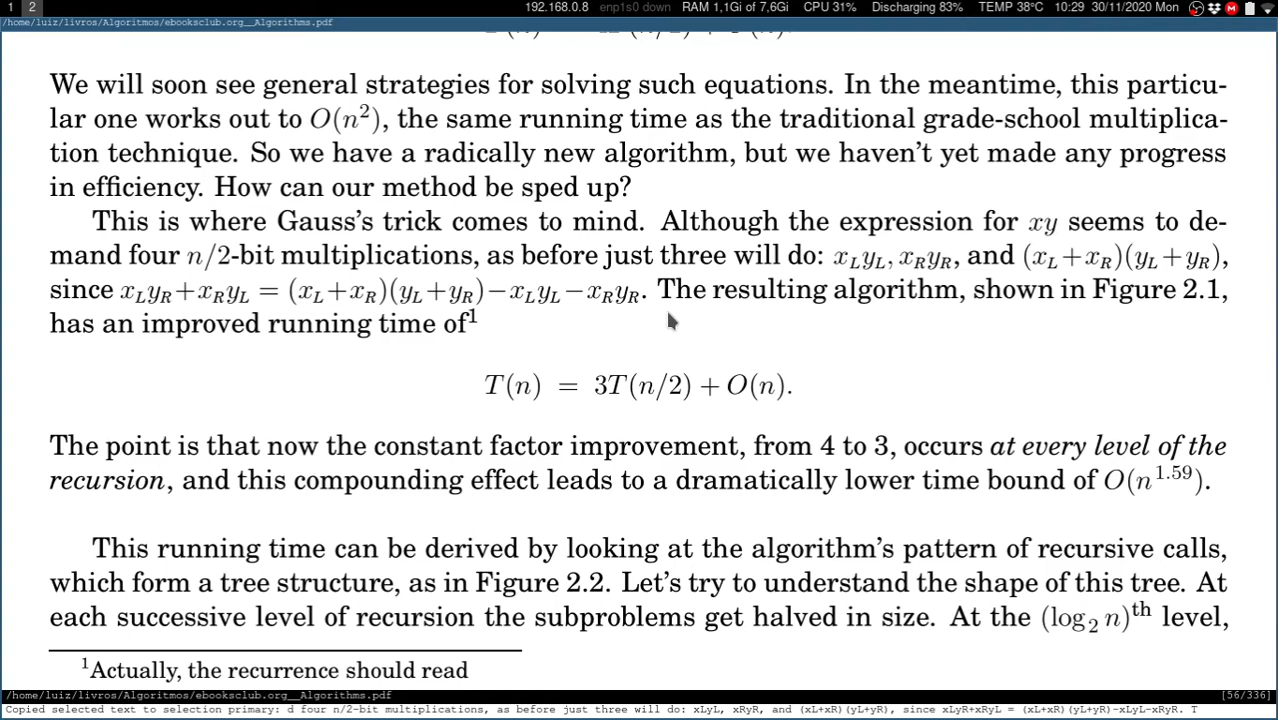 1 2 192.168.0.8 enp1s0 down RAM 1,1Gi of 7,6Gi CPU 31% Discharging 83% TEMP 38°C 10:29 30/11/2020 Mon
/home/luiz/livros/Algoritmos/ebooksclub.org__Algorithms.pdf
We will soon see general strategies for solving such equations. In the meantime, this particu-
lar one works out to O(n²), the same running time as the traditional grade-school multiplica-
tion technique. So we have a radically new algorithm, but we haven't yet made any progress
in efficiency. How can our method be sped up?
This is where Gauss's trick comes to mind. Although the expression for xy seems to de-
mand four n/2-bit multiplications, as before just three will do: x_L y_L, x_R y_R, and (x_L+x_R)(y_L+y_R),
since x_L y_R+x_R y_L = (x_L+x_R)(y_L+y_R)−x_L y_L−x_R y_R. The resulting algorithm, shown in Figure 2.1,
has an improved running time of¹
T(n) = 3T(n/2) + O(n).
The point is that now the constant factor improvement, from 4 to 3, occurs at every level of the
recursion, and this compounding effect leads to a dramatically lower time bound of O(n^1.59).
This running time can be derived by looking at the algorithm's pattern of recursive calls,
which form a tree structure, as in Figure 2.2. Let's try to understand the shape of this tree. At
each successive level of recursion the subproblems get halved in size. At the (log₂ n)th level,
¹Actually, the recurrence should read
/home/luiz/livros/Algoritmos/ebooksclub.org__Algorithms.pdf [56/336]
Copied selected text to selection primary: d four n/2-bit multiplications, as before just three will do: xLyL, xRyR, and (xL+xR)(yL+yR), since xLyR+xRyL = (xL+xR)(yL+yR)-xLyL-xRyR. T